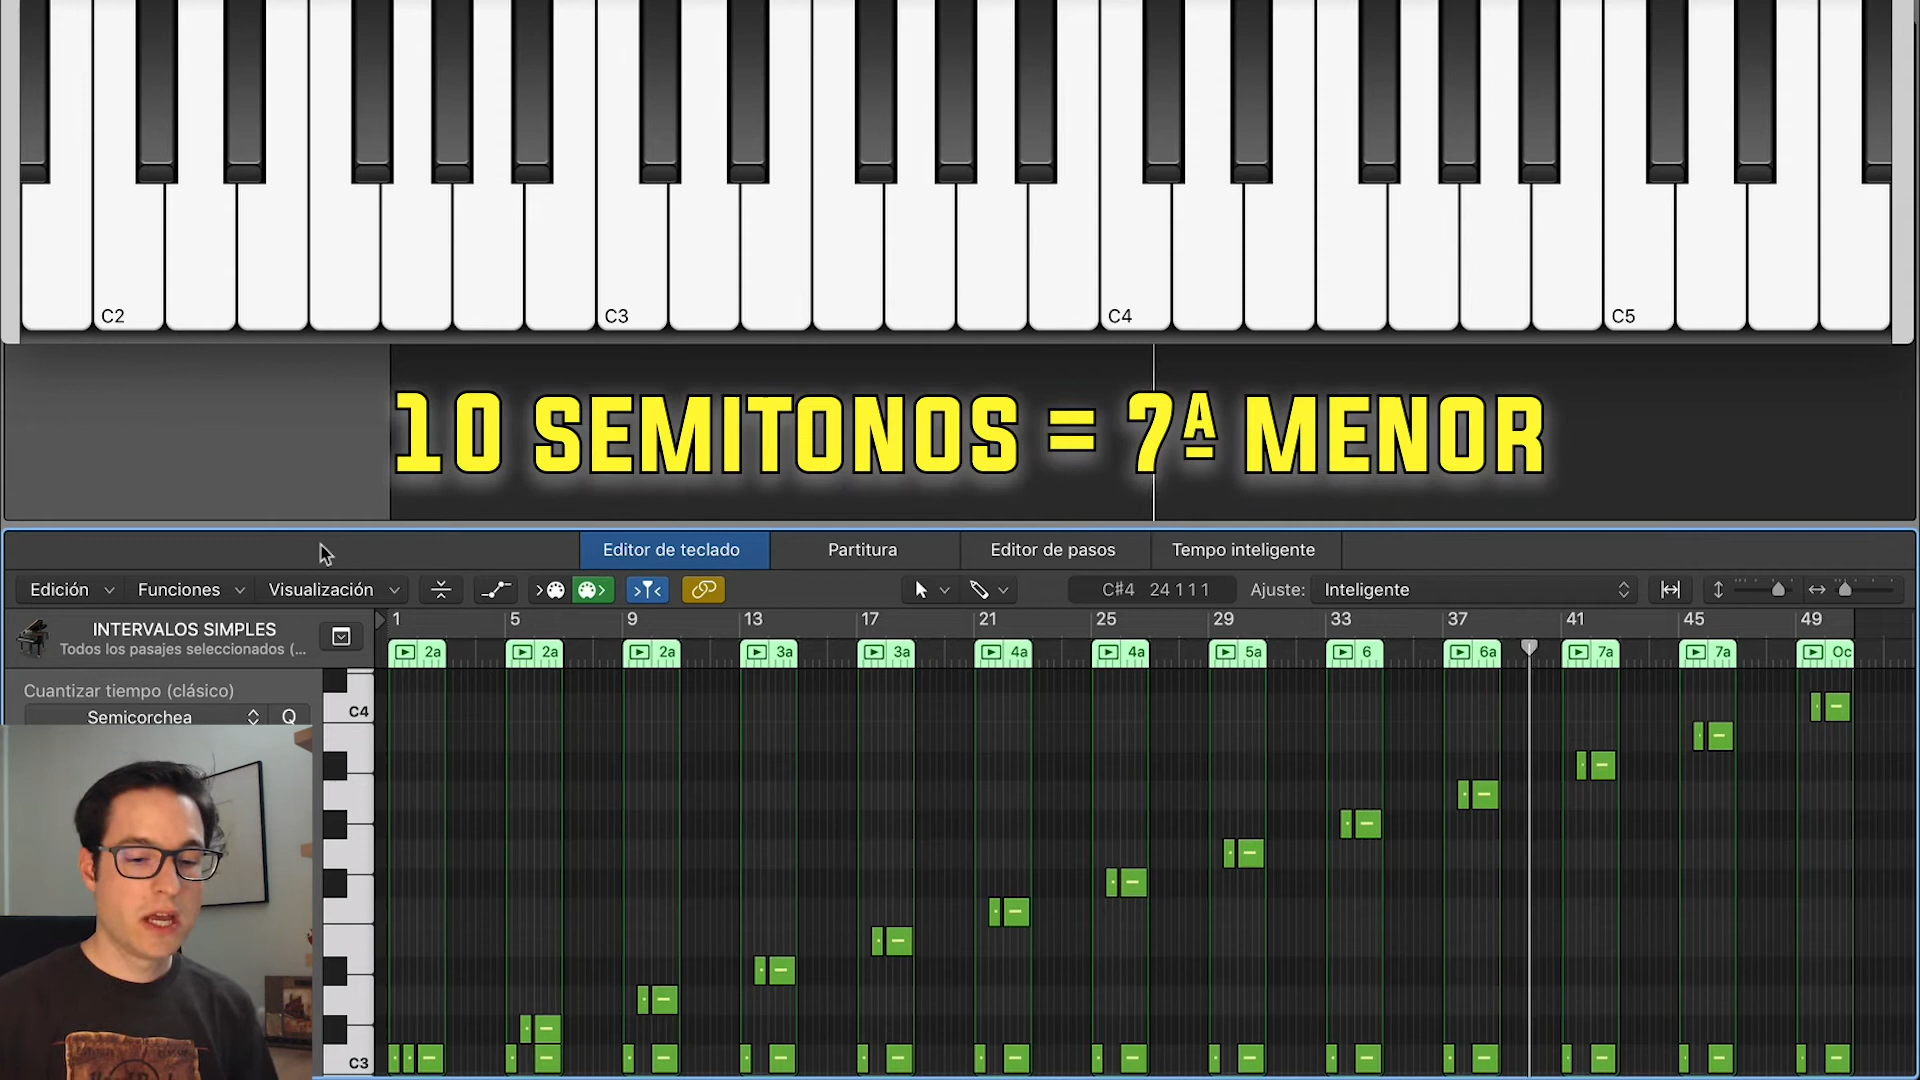 C2 C3 C4 C5
10 SEMITONOS = 7ª MENOR
Editor de teclado Partitura Editor de pasos Tempo inteligente
Edición Funciones Visualización C#4 24 1 1 1 Ajuste: Inteligente
1 5 9 13 17 21 25 29 33 37 41 45 49
INTERVALOS SIMPLES
Todos los pasajes seleccionados (...
2a 2a 2a 3a 3a 4a 4a 5a 6 6a 7a 7a Oc
Cuantizar tiempo (clásico)
Semicorchea Q
C4
C3